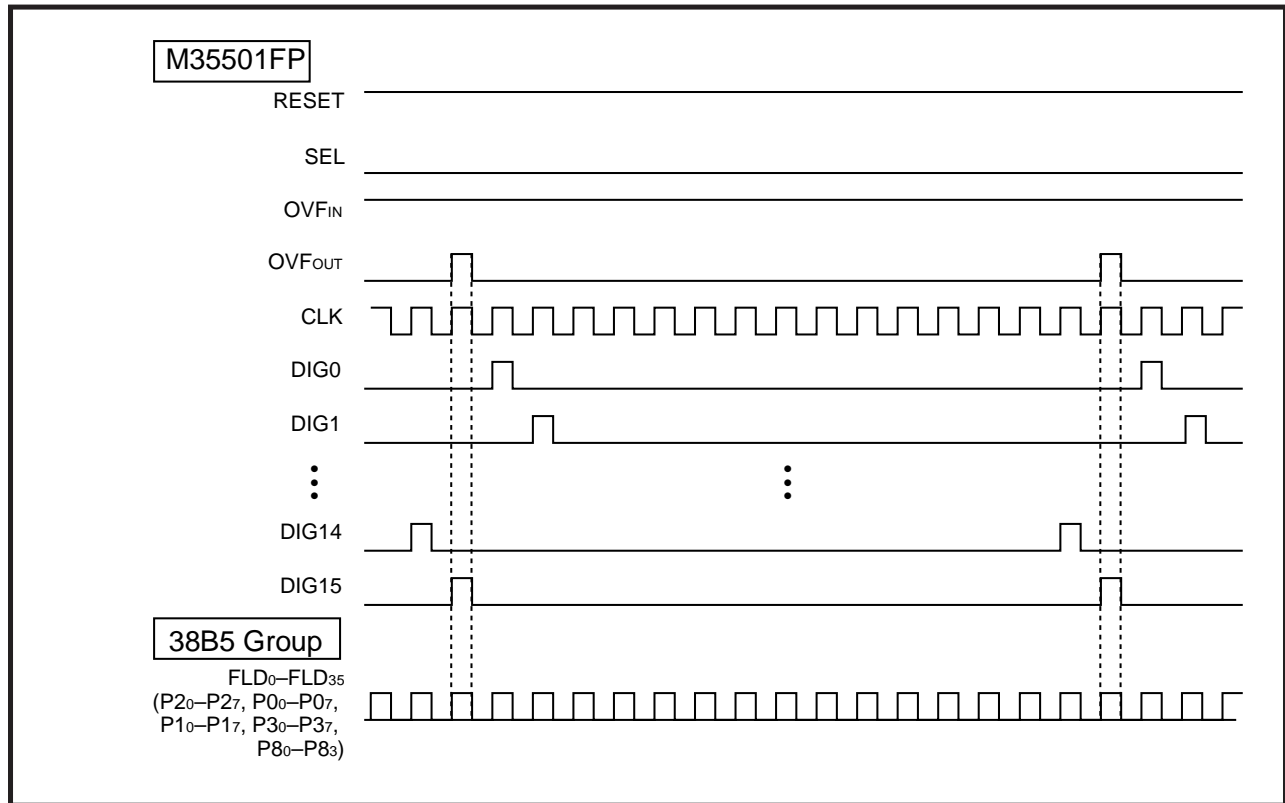 M35501FP
RESET
SEL
OVFIN
OVFOUT
CLK
DIG0
DIG1
DIG14
DIG15
38B5 Group
FLD0–FLD35
(P20–P27, P00–P07,
P10–P17, P30–P37,
P80–P83)